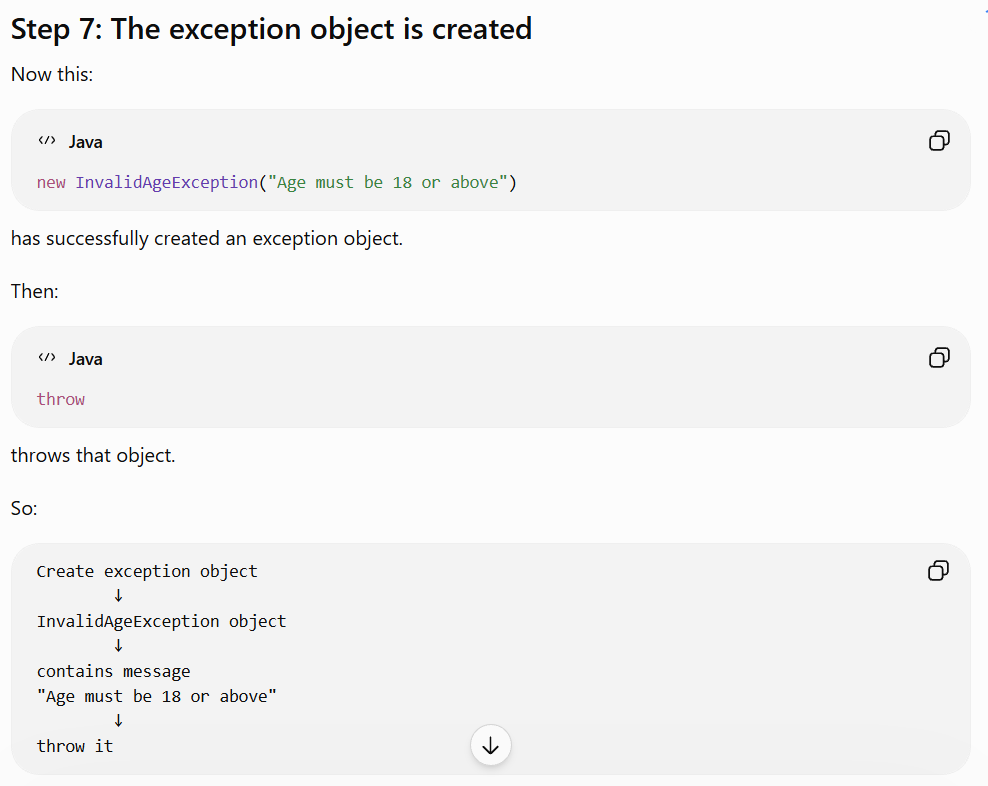 Step 7: The exception object is created
Now this:
</> Java
new InvalidAgeException("Age must be 18 or above")
has successfully created an exception object.
Then:
</> Java
throw
throws that object.
So:
Create exception object
↓
InvalidAgeException object
↓
contains message
"Age must be 18 or above"
↓
throw it